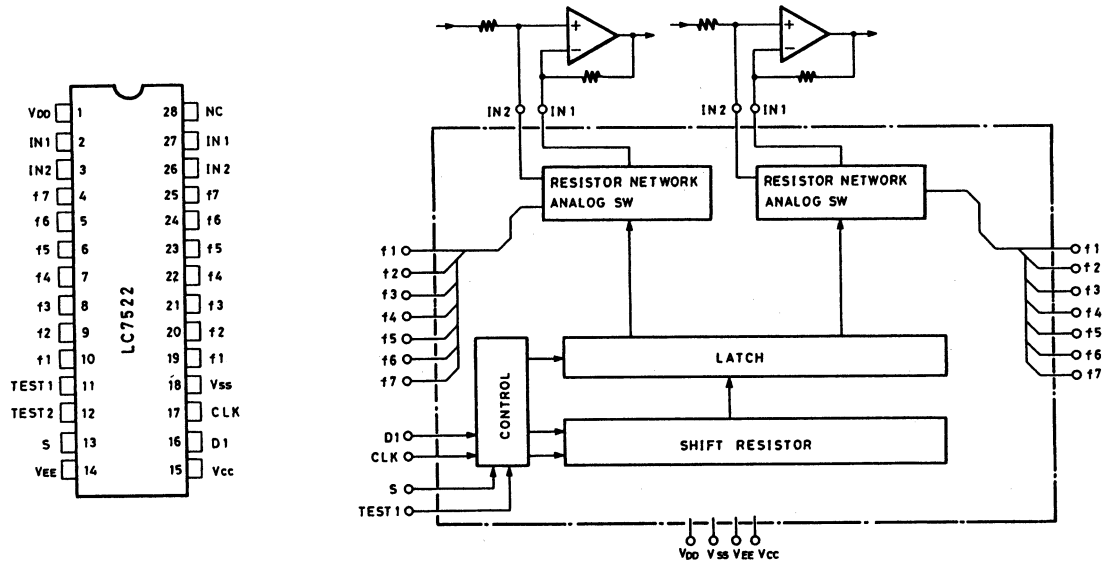 VDD 1 28 NC
IN1 2 27 IN1
IN2 3 26 IN2
f7 4 25 f7
f6 5 24 f6
f5 6 23 f5
f4 7 22 f4
f3 8 21 f3
f2 9 20 f2
f1 10 19 f1
TEST1 11 18 VSS
TEST2 12 17 CLK
S 13 16 D1
VEE 14 15 VCC
LC7522
+ +
− −
IN2 IN1 IN2 IN1
RESISTOR NETWORK
ANALOG SW
RESISTOR NETWORK
ANALOG SW
f1
f2
f3
f4
f5
f6
f7
f1
f2
f3
f4
f5
f6
f7
LATCH
CONTROL
SHIFT RESISTOR
D1
CLK
S
TEST1
VDD VSS VEE VCC